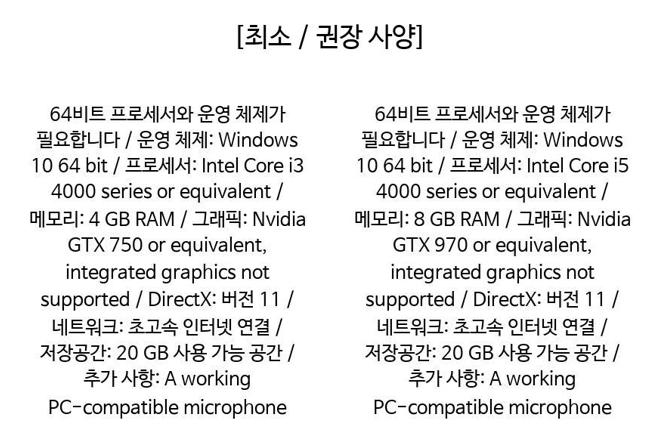 [최소 / 권장 사양]
64비트 프로세서와 운영 체제가
필요합니다 / 운영 체제: Windows
10 64 bit / 프로세서: Intel Core i3
4000 series or equivalent /
메모리: 4 GB RAM / 그래픽: Nvidia
GTX 750 or equivalent,
integrated graphics not
supported / DirectX: 버전 11 /
네트워크: 초고속 인터넷 연결 /
저장공간: 20 GB 사용 가능 공간 /
추가 사항: A working
PC-compatible microphone
64비트 프로세서와 운영 체제가
필요합니다 / 운영 체제: Windows
10 64 bit / 프로세서: Intel Core i5
4000 series or equivalent /
메모리: 8 GB RAM / 그래픽: Nvidia
GTX 970 or equivalent,
integrated graphics not
supported / DirectX: 버전 11 /
네트워크: 초고속 인터넷 연결 /
저장공간: 20 GB 사용 가능 공간 /
추가 사항: A working
PC-compatible microphone